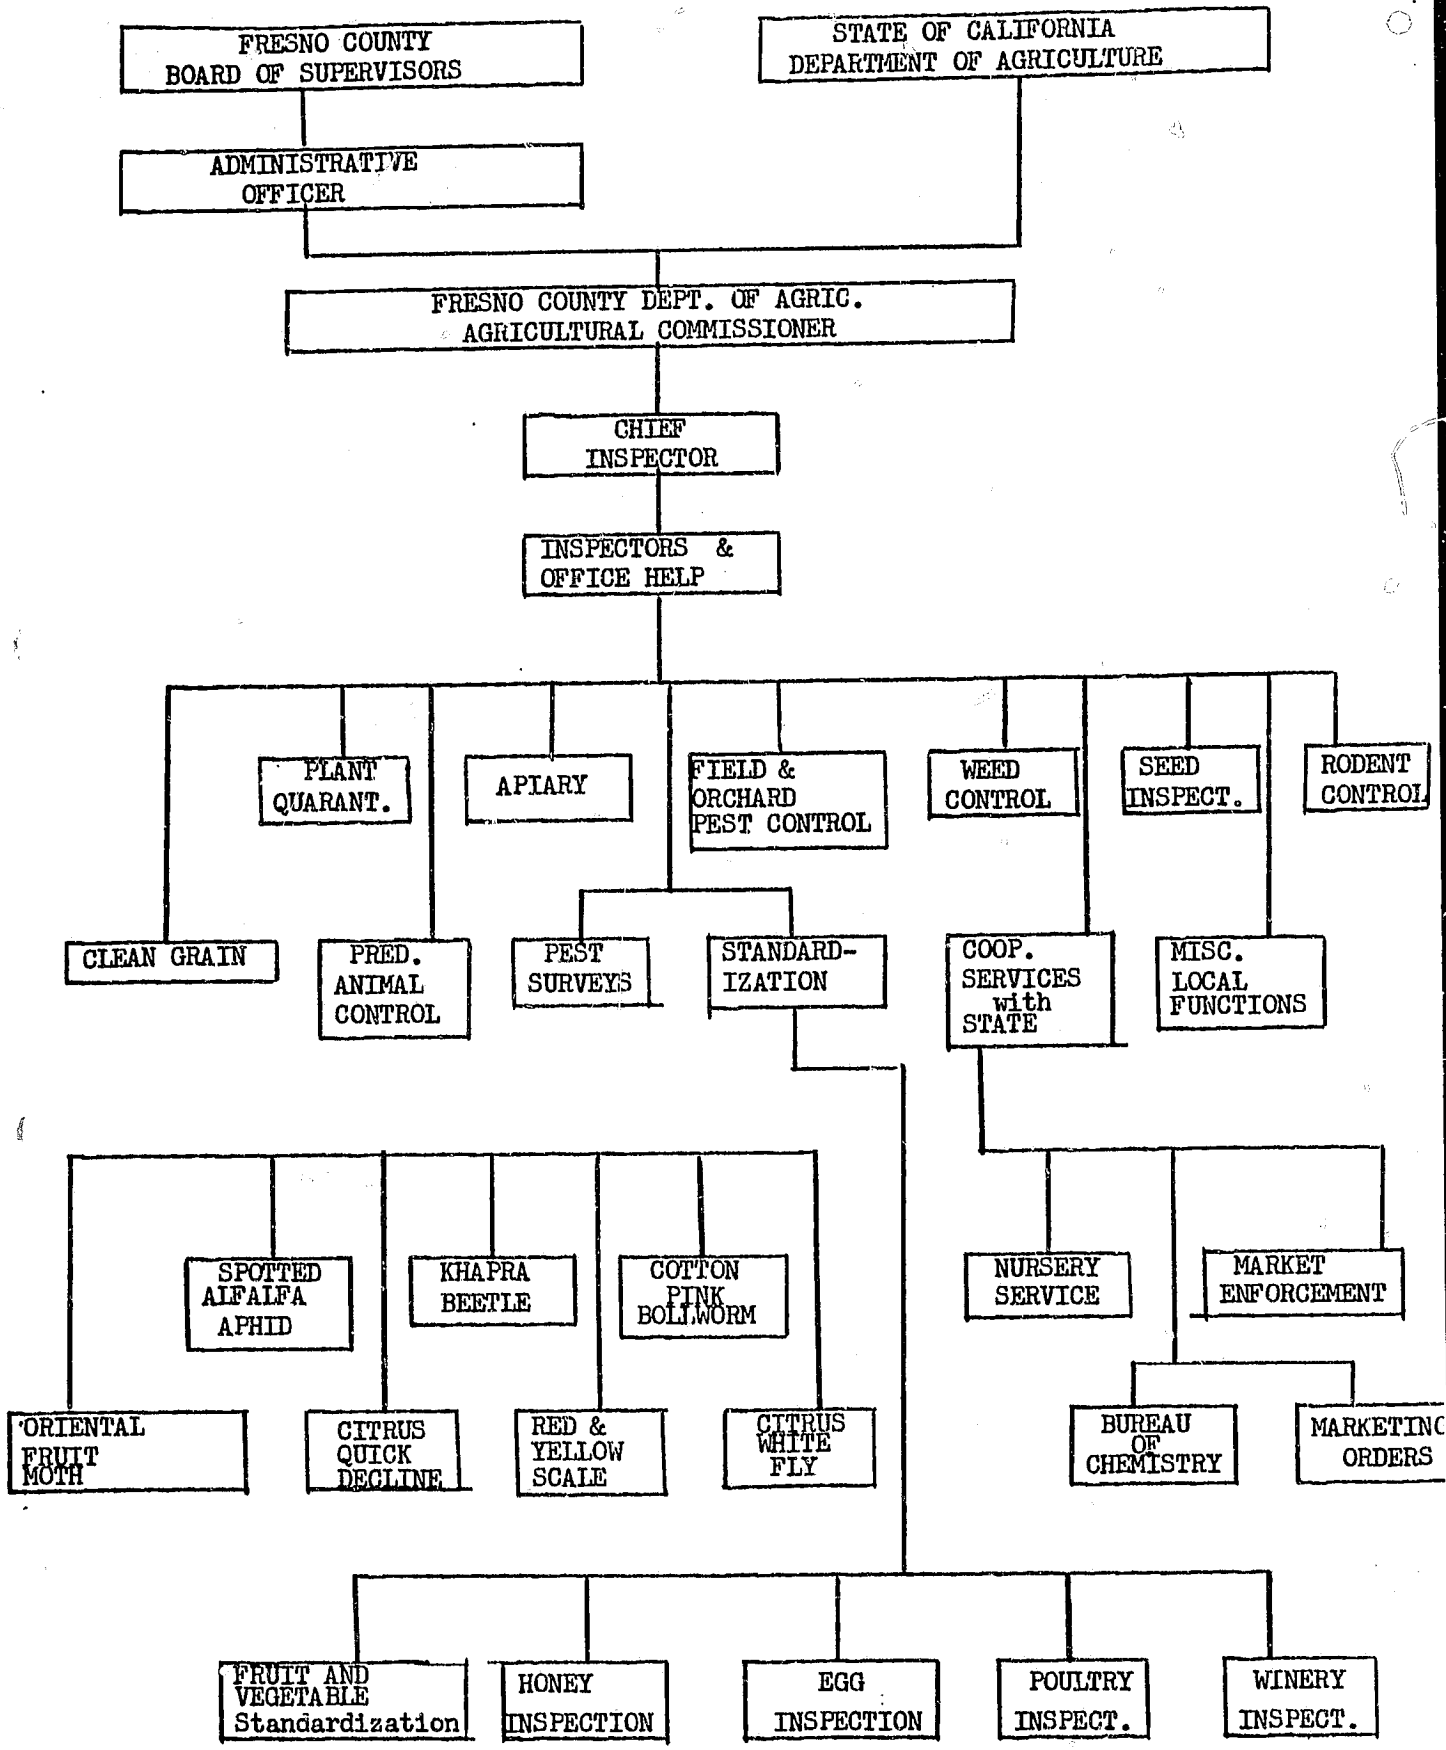 FRESNO COUNTY
BOARD OF SUPERVISORS
STATE OF CALIFORNIA
DEPARTMENT OF AGRICULTURE
ADMINISTRATIVE
OFFICER
FRESNO COUNTY DEPT. OF AGRIC.
AGRICULTURAL COMMISSIONER
CHIEF
INSPECTOR
INSPECTORS &
OFFICE HELP
PLANT
QUARANT.
APIARY
FIELD &
ORCHARD
PEST CONTROL
WEED
CONTROL
SEED
INSPECT.
RODENT
CONTROL
CLEAN GRAIN
PRED.
ANIMAL
CONTROL
PEST
SURVEYS
STANDARD-
IZATION
COOP.
SERVICES
with
STATE
MISC.
LOCAL
FUNCTIONS
SPOTTED
ALFALFA
APHID
KHAPRA
BEETLE
COTTON
PINK
BOLLWORM
NURSERY
SERVICE
MARKET
ENFORCEMENT
ORIENTAL
FRUIT
MOTH
CITRUS
QUICK
DECLINE
RED &
YELLOW
SCALE
CITRUS
WHITE
FLY
BUREAU
OF
CHEMISTRY
MARKETING
ORDERS
FRUIT AND
VEGETABLE
Standardization
HONEY
INSPECTION
EGG
INSPECTION
POULTRY
INSPECT.
WINERY
INSPECT.